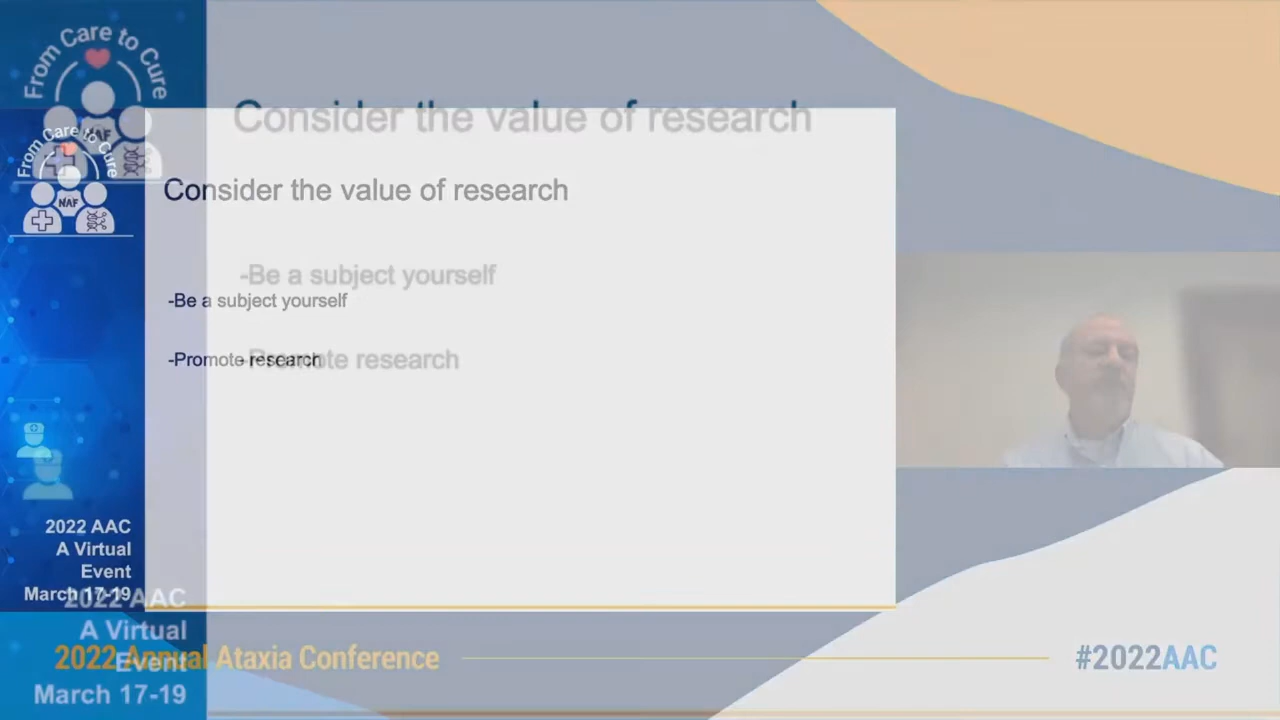 From Care to Cure
NAF
Consider the value of research
From Care to Cure
NAF
Consider the value of research
-Be a subject yourself
-Be a subject yourself
-Promote research
-Promote research
2022 AAC
A Virtual
Event
March 17-19
2022 AAC
A Virtual
Event
March 17-19
2022 Annual Ataxia Conference
#2022AAC